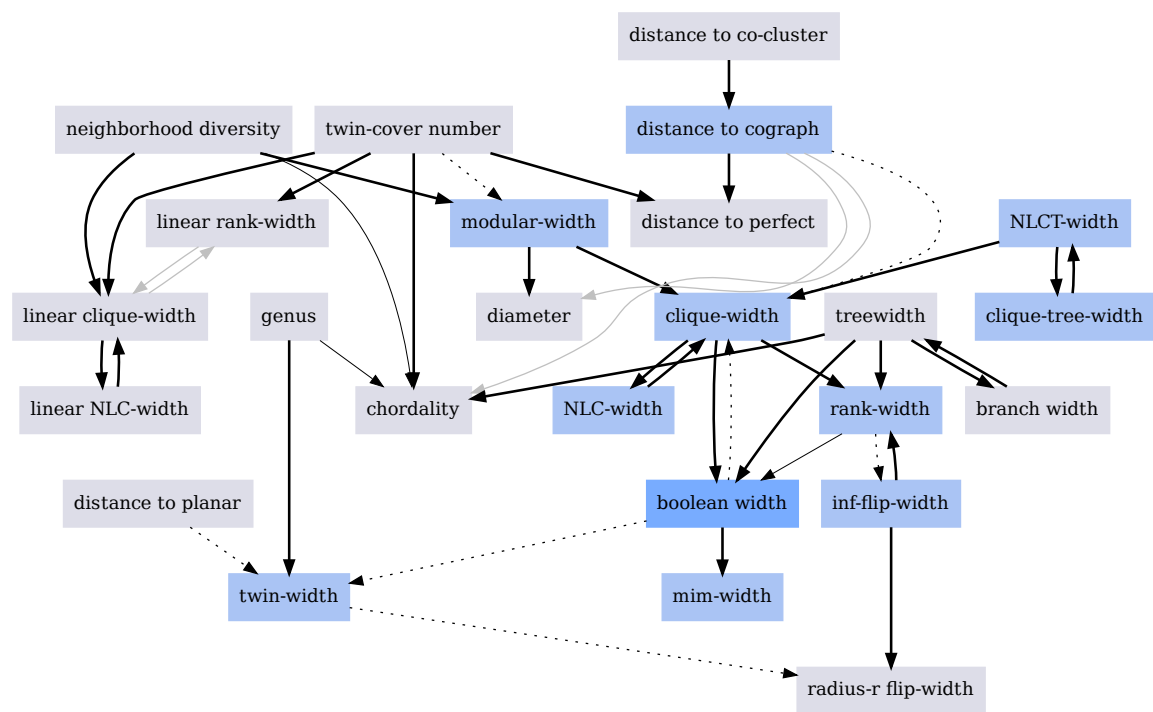 distance to co-cluster
neighborhood diversity
twin-cover number
distance to cograph
linear rank-width
modular-width
distance to perfect
NLCT-width
linear clique-width
genus
diameter
clique-width
treewidth
clique-tree-width
linear NLC-width
chordality
NLC-width
rank-width
branch width
distance to planar
boolean width
inf-flip-width
twin-width
mim-width
radius-r flip-width